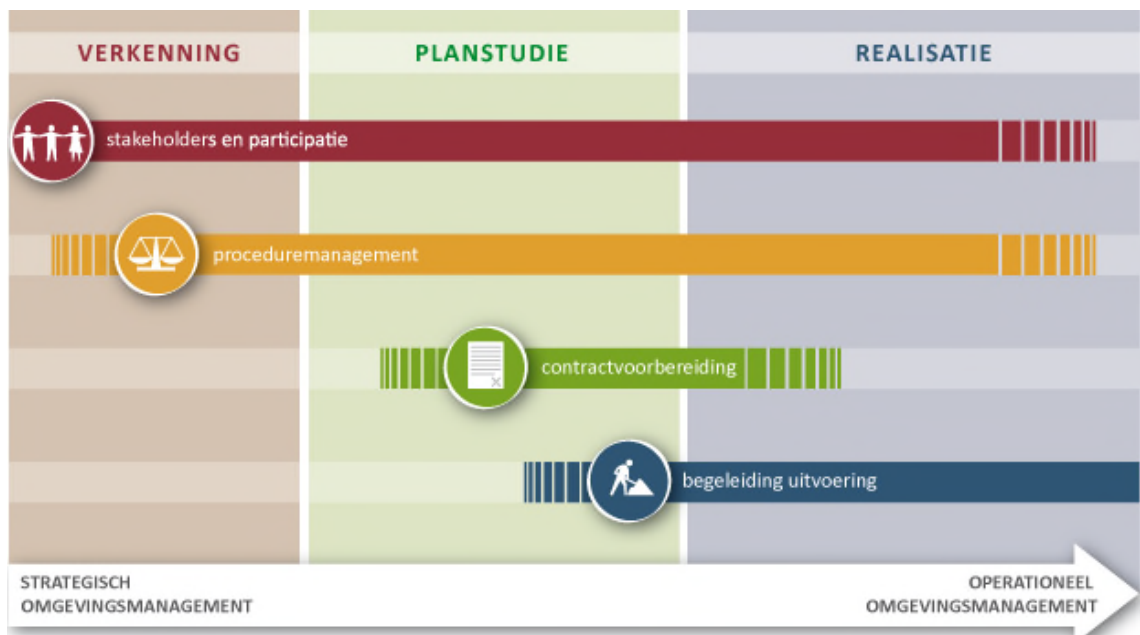 VERKENNING
PLANSTUDIE
REALISATIE
stakeholders en participatie
proceduremanagement
contractvoorbereiding
begeleiding uitvoering
STRATEGISCH
OMGEVINGSMANAGEMENT
OPERATIONEEL
OMGEVINGSMANAGEMENT